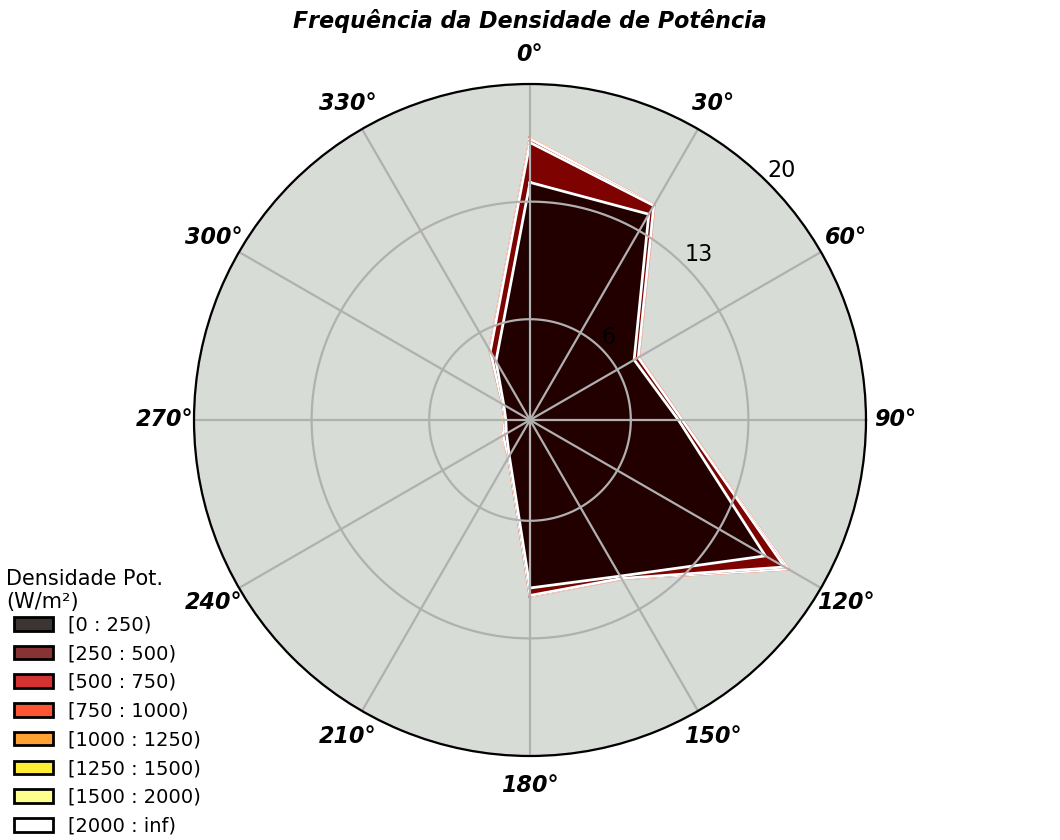 Frequência da Densidade de Potência
0°
330°
30°
20
300°
60°
13
6
270°
90°
240°
120°
210°
150°
180°
Densidade Pot.
(W/m²)
[0 : 250)
[250 : 500)
[500 : 750)
[750 : 1000)
[1000 : 1250)
[1250 : 1500)
[1500 : 2000)
[2000 : inf)